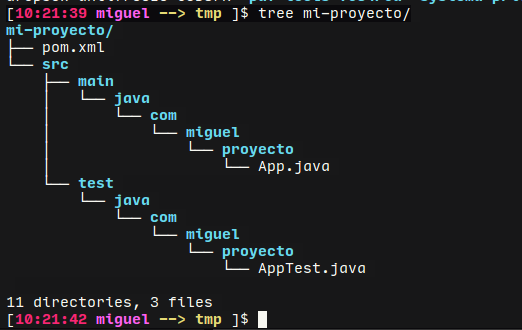 [10:21:39 miguel --> tmp ]$ tree mi-proyecto/
mi-proyecto/
├── pom.xml
└── src
    ├── main
    │   └── java
    │       └── com
    │           └── miguel
    │               └── proyecto
    │                   └── App.java
    └── test
        └── java
            └── com
                └── miguel
                    └── proyecto
                        └── AppTest.java
11 directories, 3 files
[10:21:42 miguel --> tmp ]$